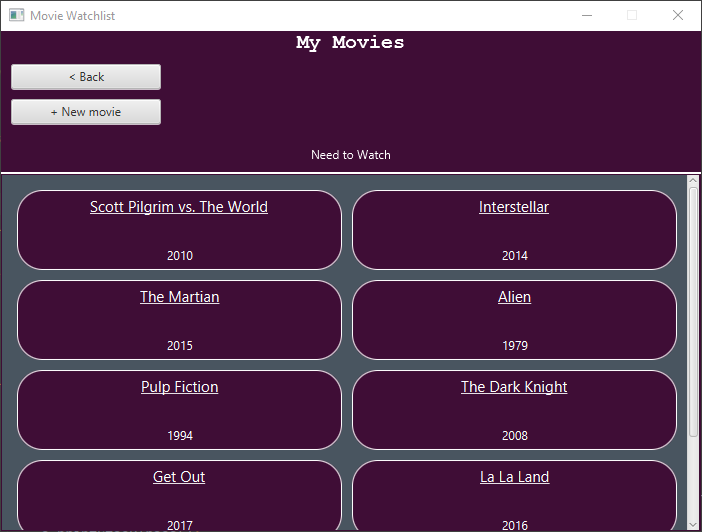 Movie Watchlist
My Movies
< Back
+ New movie
Need to Watch
Scott Pilgrim vs. The World
2010
Interstellar
2014
The Martian
2015
Alien
1979
Pulp Fiction
1994
The Dark Knight
2008
Get Out
2017
La La Land
2016